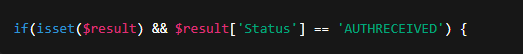 if(isset($result) && $result['Status'] == 'AUTHRECEIVED') {